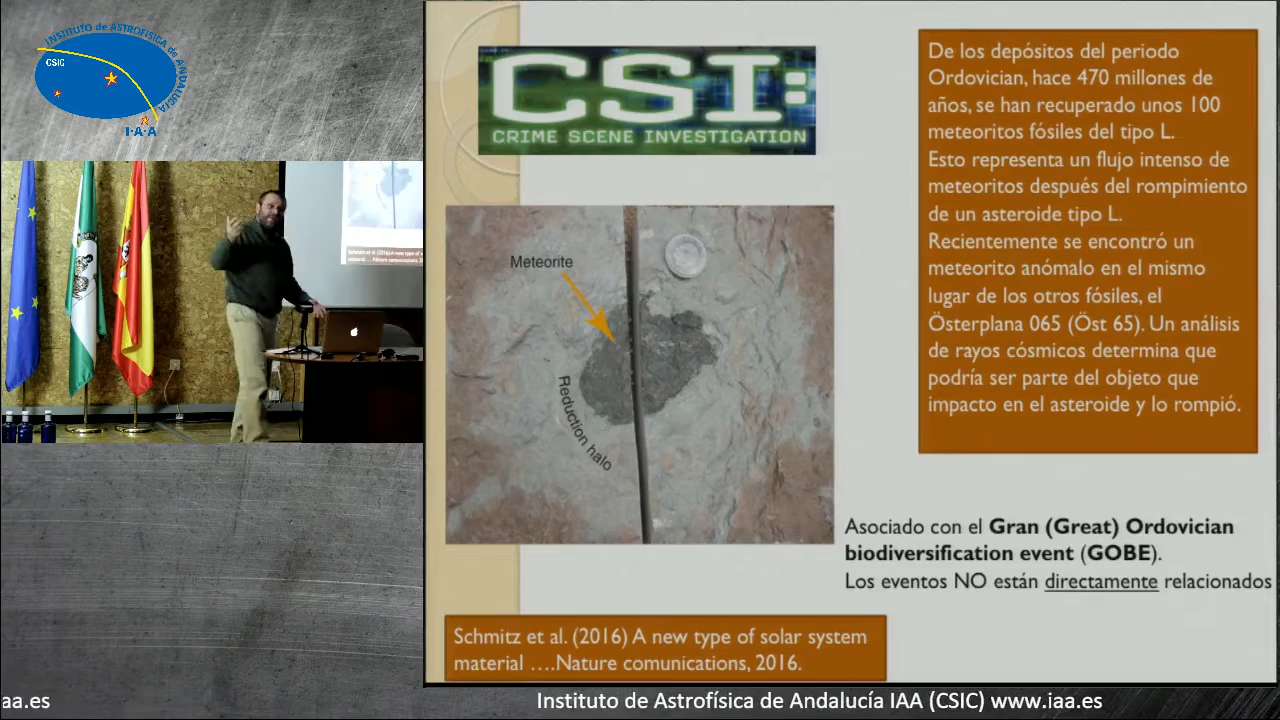 INSTITUTO de ASTROFÍSICA de ANDALUCÍA
CSIC
I·A·A
CSI:
CRIME SCENE INVESTIGATION
Meteorite
Reduction halo
De los depósitos del periodo
Ordovician, hace 470 millones de
años, se han recuperado unos 100
meteoritos fósiles del tipo L.
Esto representa un flujo intenso de
meteoritos después del rompimiento
de un asteroide tipo L.
Recientemente se encontró un
meteorito anómalo en el mismo
lugar de los otros fósiles, el
Österplana 065 (Öst 65). Un análisis
de rayos cósmicos determina que
podría ser parte del objeto que
impacto en el asteroide y lo rompió.
Asociado con el Gran (Great) Ordovician
biodiversification event (GOBE).
Los eventos NO están directamente relacionados
Schmitz et al. (2016) A new type of solar system
material ....Nature comunications, 2016.
aa.es
Instituto de Astrofísica de Andalucía IAA (CSIC) www.iaa.es